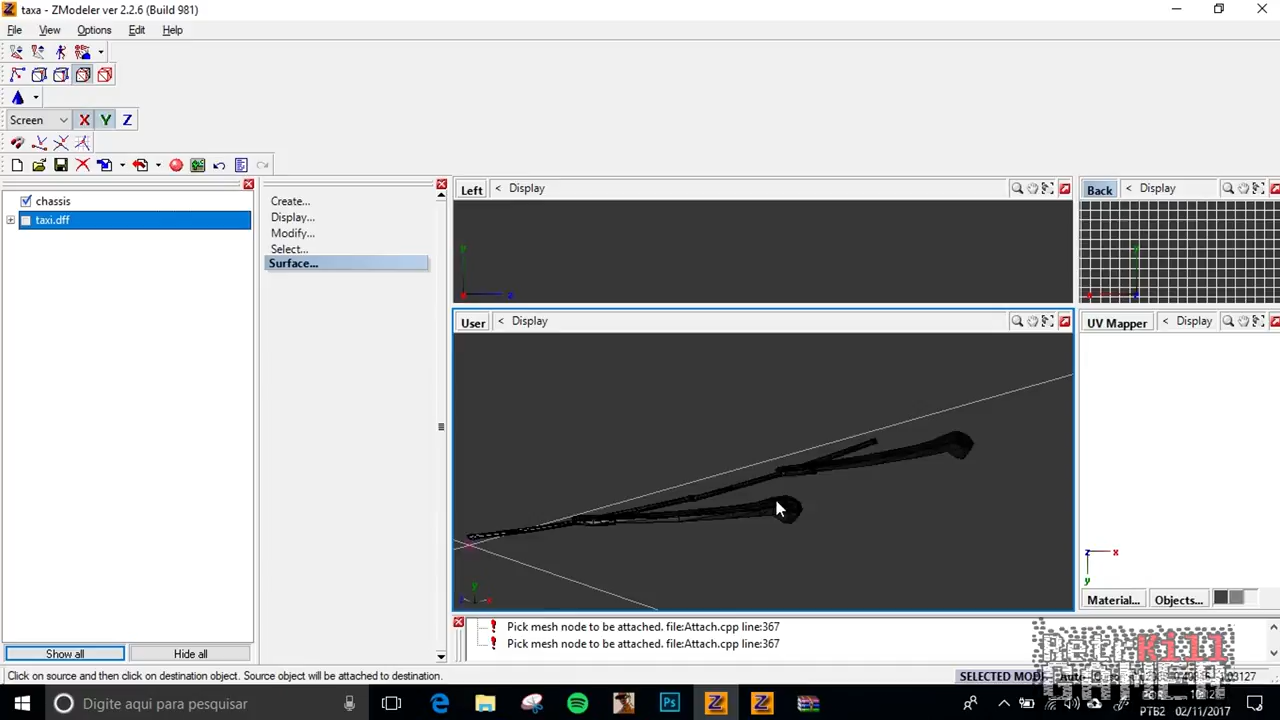 taxa - ZModeler ver 2.2.6 (Build 981)
File View Options Edit Help
Screen X Y Z
chassis
taxi.dff
Create...
Display...
Modify...
Select...
Surface...
Left < Display
Back < Display
y
x z
User < Display
UV Mapper < Display
z x
y
Material... Objects...
Pick mesh node to be attached. file:Attach.cpp line:367
Pick mesh node to be attached. file:Attach.cpp line:367
Show all Hide all
Click on source and then click on destination object. Source object will be attached to destination.
SELECTED MOD
RetrKill
GAMER
Digite aqui para pesquisar
PTB2 02/11/2017